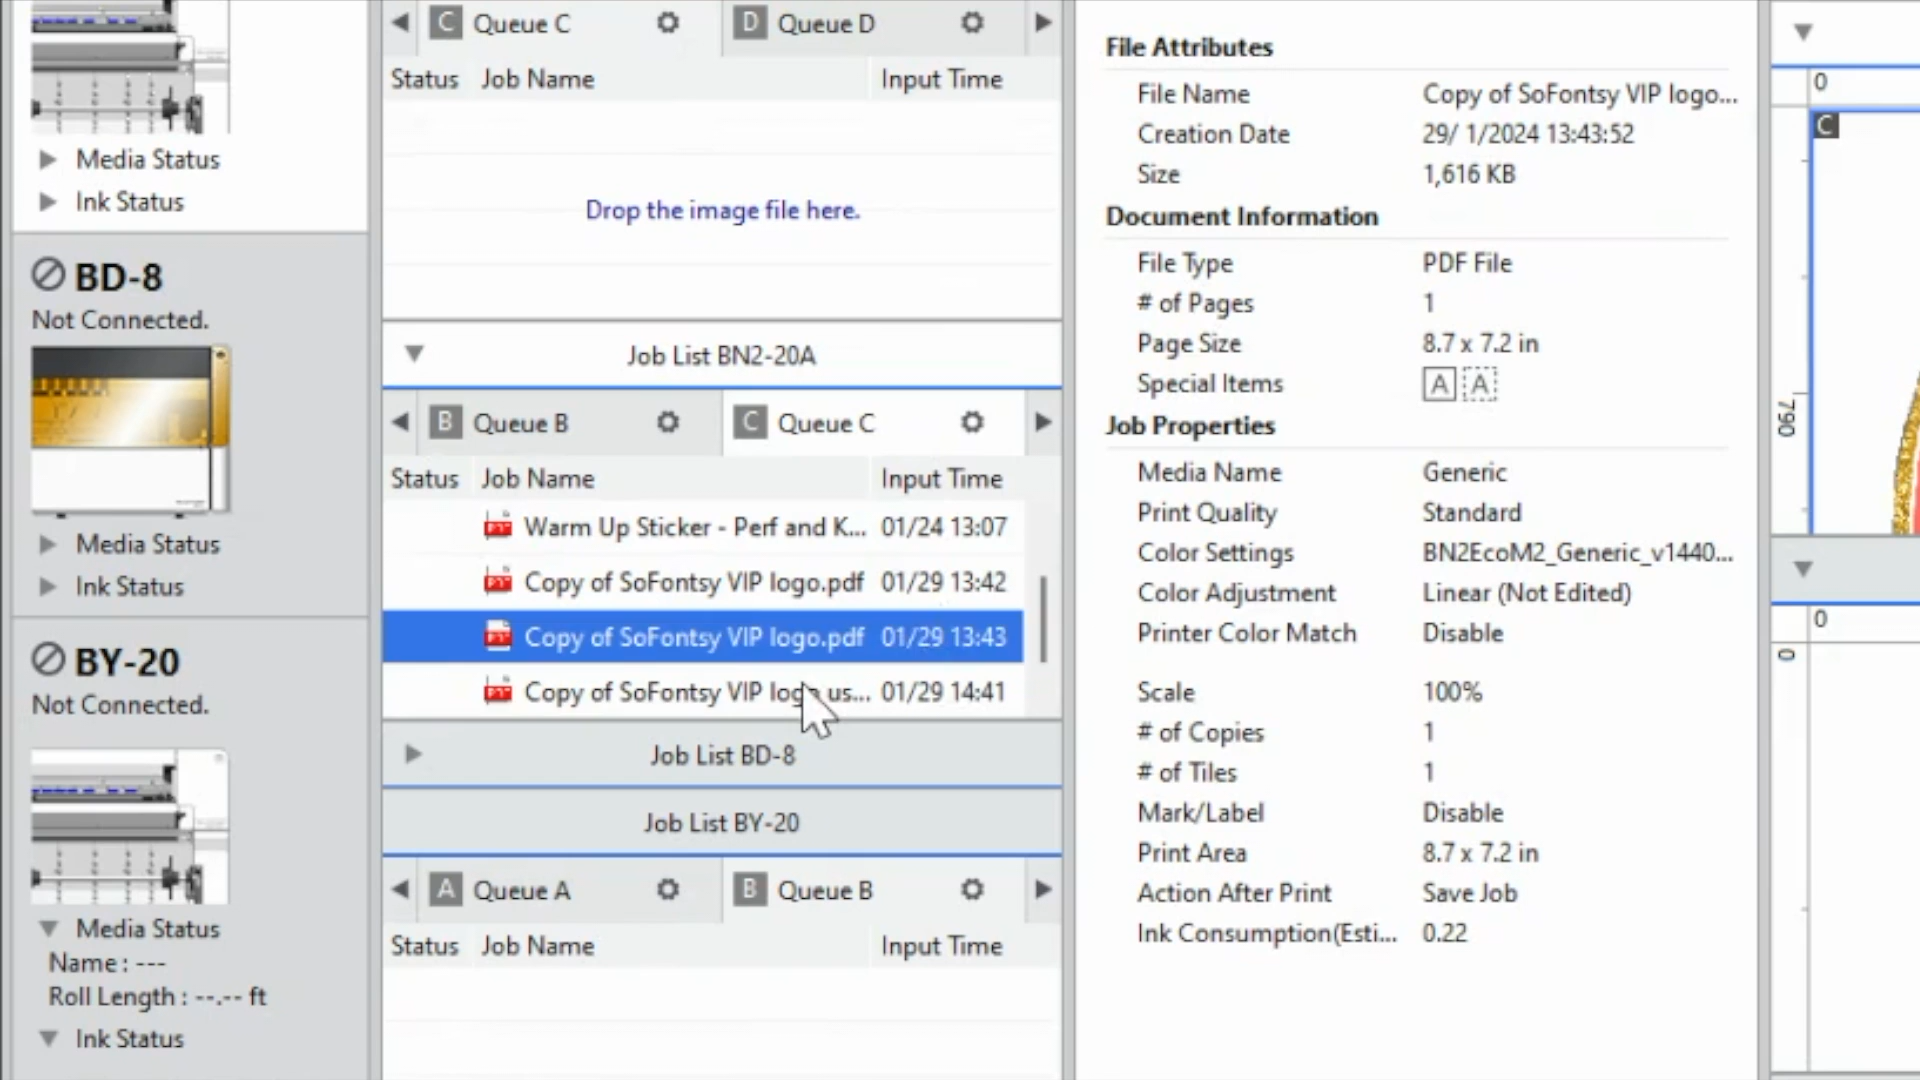 Media Status
Ink Status
BD-8
Not Connected.
Media Status
Ink Status
BY-20
Not Connected.
Media Status
Name : ---
Roll Length : --.-- ft
Ink Status
C Queue C D Queue D
Status Job Name Input Time
Drop the image file here.
Job List BN2-20A
B Queue B C Queue C
Status Job Name Input Time
Warm Up Sticker - Perf and K... 01/24 13:07
Copy of SoFontsy VIP logo.pdf 01/29 13:42
Copy of SoFontsy VIP logo.pdf 01/29 13:43
Copy of SoFontsy VIP logo us... 01/29 14:41
Job List BD-8
Job List BY-20
A Queue A B Queue B
Status Job Name Input Time
File Attributes
File Name Copy of SoFontsy VIP logo...
Creation Date 29/ 1/2024 13:43:52
Size 1,616 KB
Document Information
File Type PDF File
# of Pages 1
Page Size 8.7 x 7.2 in
Special Items A A
Job Properties
Media Name Generic
Print Quality Standard
Color Settings BN2EcoM2_Generic_v1440...
Color Adjustment Linear (Not Edited)
Printer Color Match Disable
Scale 100%
# of Copies 1
# of Tiles 1
Mark/Label Disable
Print Area 8.7 x 7.2 in
Action After Print Save Job
Ink Consumption(Esti... 0.22
0
C
790
0
0